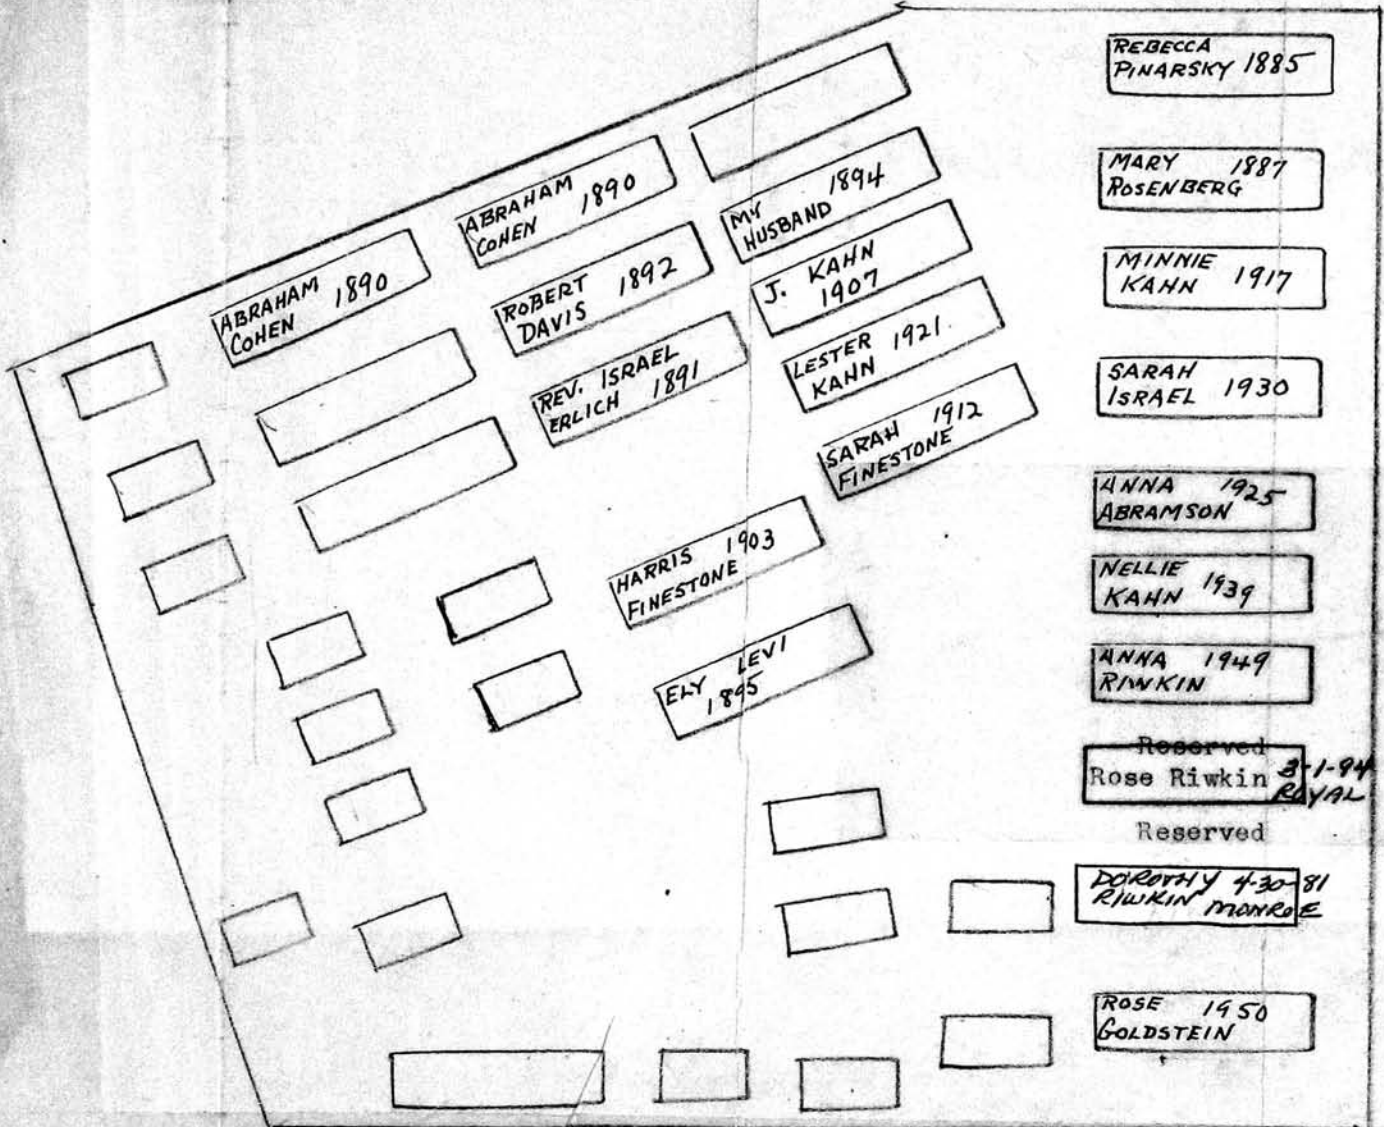 REBECCA
PINARSKY 1885
MARY 1887
ROSENBERG
MINNIE
KAHN 1917
SARAH
ISRAEL 1930
ANNA 1925
ABRAMSON
NELLIE
KAHN 1939
ANNA 1949
RIWKIN
Reserved
Rose Riwkin 3-1-94
ROYAL
Reserved
DOROTHY 4-30-81
RIWKIN MONROE
ROSE 1950
GOLDSTEIN
MY 1894
HUSBAND
J. KAHN
1907
LESTER 1921
KAHN
SARAH 1912
FINESTONE
ABRAHAM
COHEN 1890
ROBERT 1892
DAVIS
REV. ISRAEL
ERLICH 1891
HARRIS 1903
FINESTONE
ELY LEVI
1895
ABRAHAM
COHEN 1890